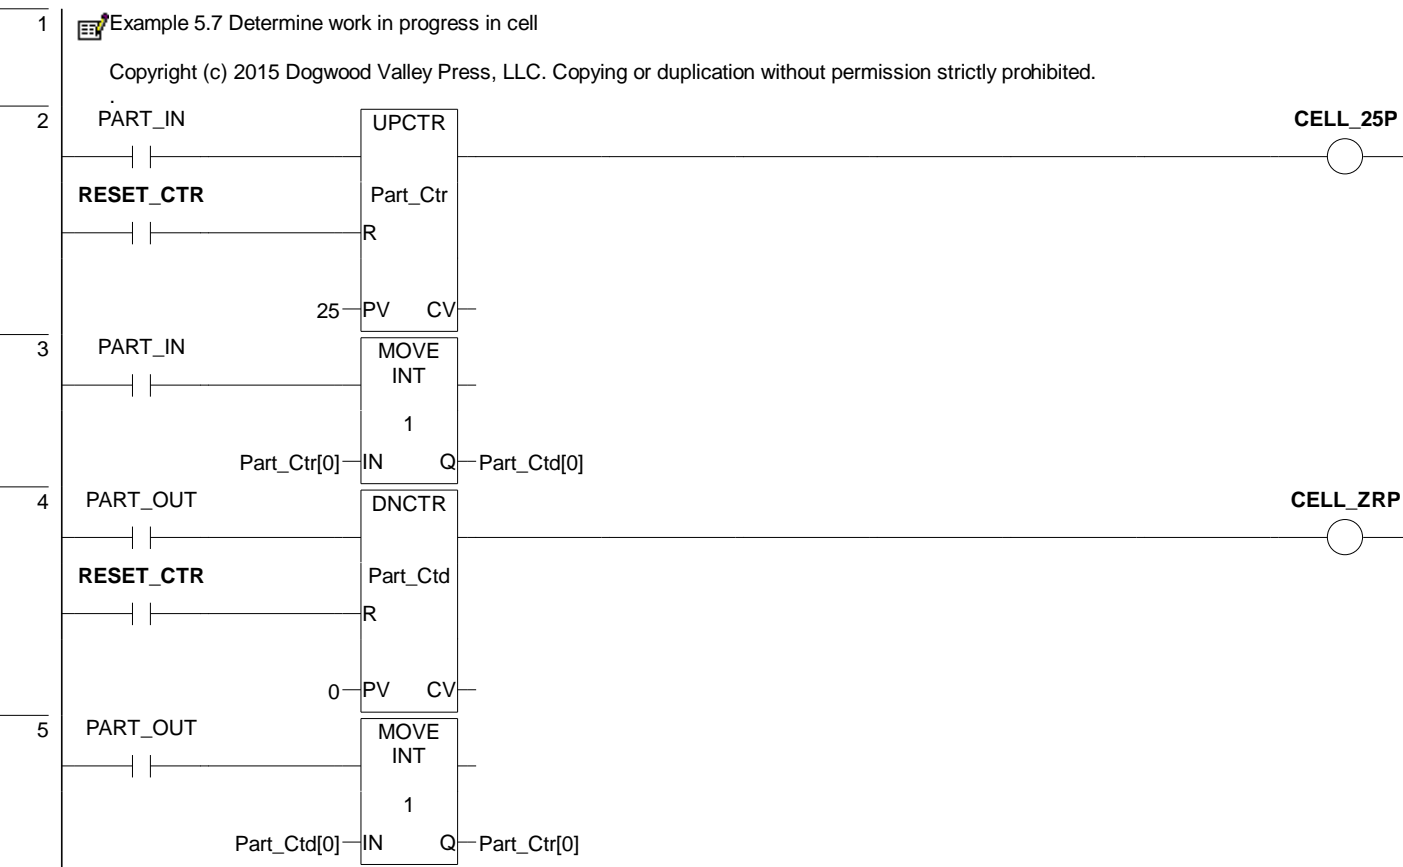 1
Example 5.7 Determine work in progress in cell
Copyright (c) 2015 Dogwood Valley Press, LLC. Copying or duplication without permission strictly prohibited.
.
2
PART_IN
UPCTR
CELL_25P
RESET_CTR
Part_Ctr
R
25
PV CV
3
PART_IN
MOVE
INT
1
Part_Ctr[0]
IN Q
Part_Ctd[0]
4
PART_OUT
DNCTR
CELL_ZRP
RESET_CTR
Part_Ctd
R
0
PV CV
5
PART_OUT
MOVE
INT
1
Part_Ctd[0]
IN Q
Part_Ctr[0]